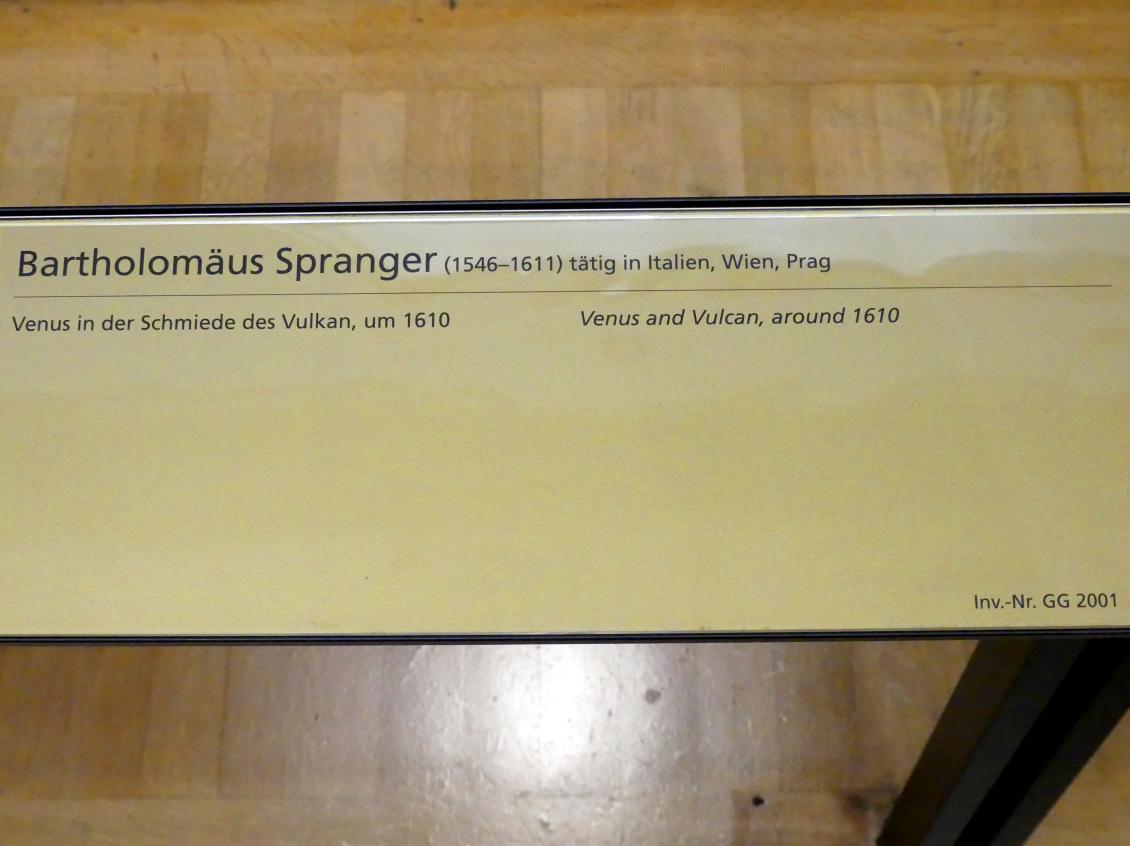 Bartholomäus Spranger (1546–1611) tätig in Italien, Wien, Prag
Venus in der Schmiede des Vulkan, um 1610
Venus and Vulcan, around 1610
Inv.-Nr. GG 2001